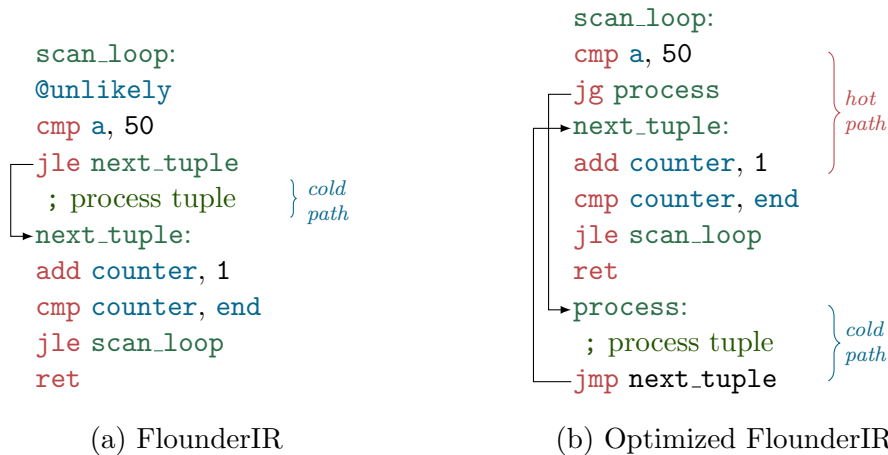 scan_loop:
@unlikely
cmp a, 50
jle next_tuple
; process tuple
cold
path
next_tuple:
add counter, 1
cmp counter, end
jle scan_loop
ret
(a) FlounderIR
scan_loop:
cmp a, 50
jg process
hot
path
next_tuple:
add counter, 1
cmp counter, end
jle scan_loop
ret
process:
; process tuple
cold
path
jmp next_tuple
(b) Optimized FlounderIR